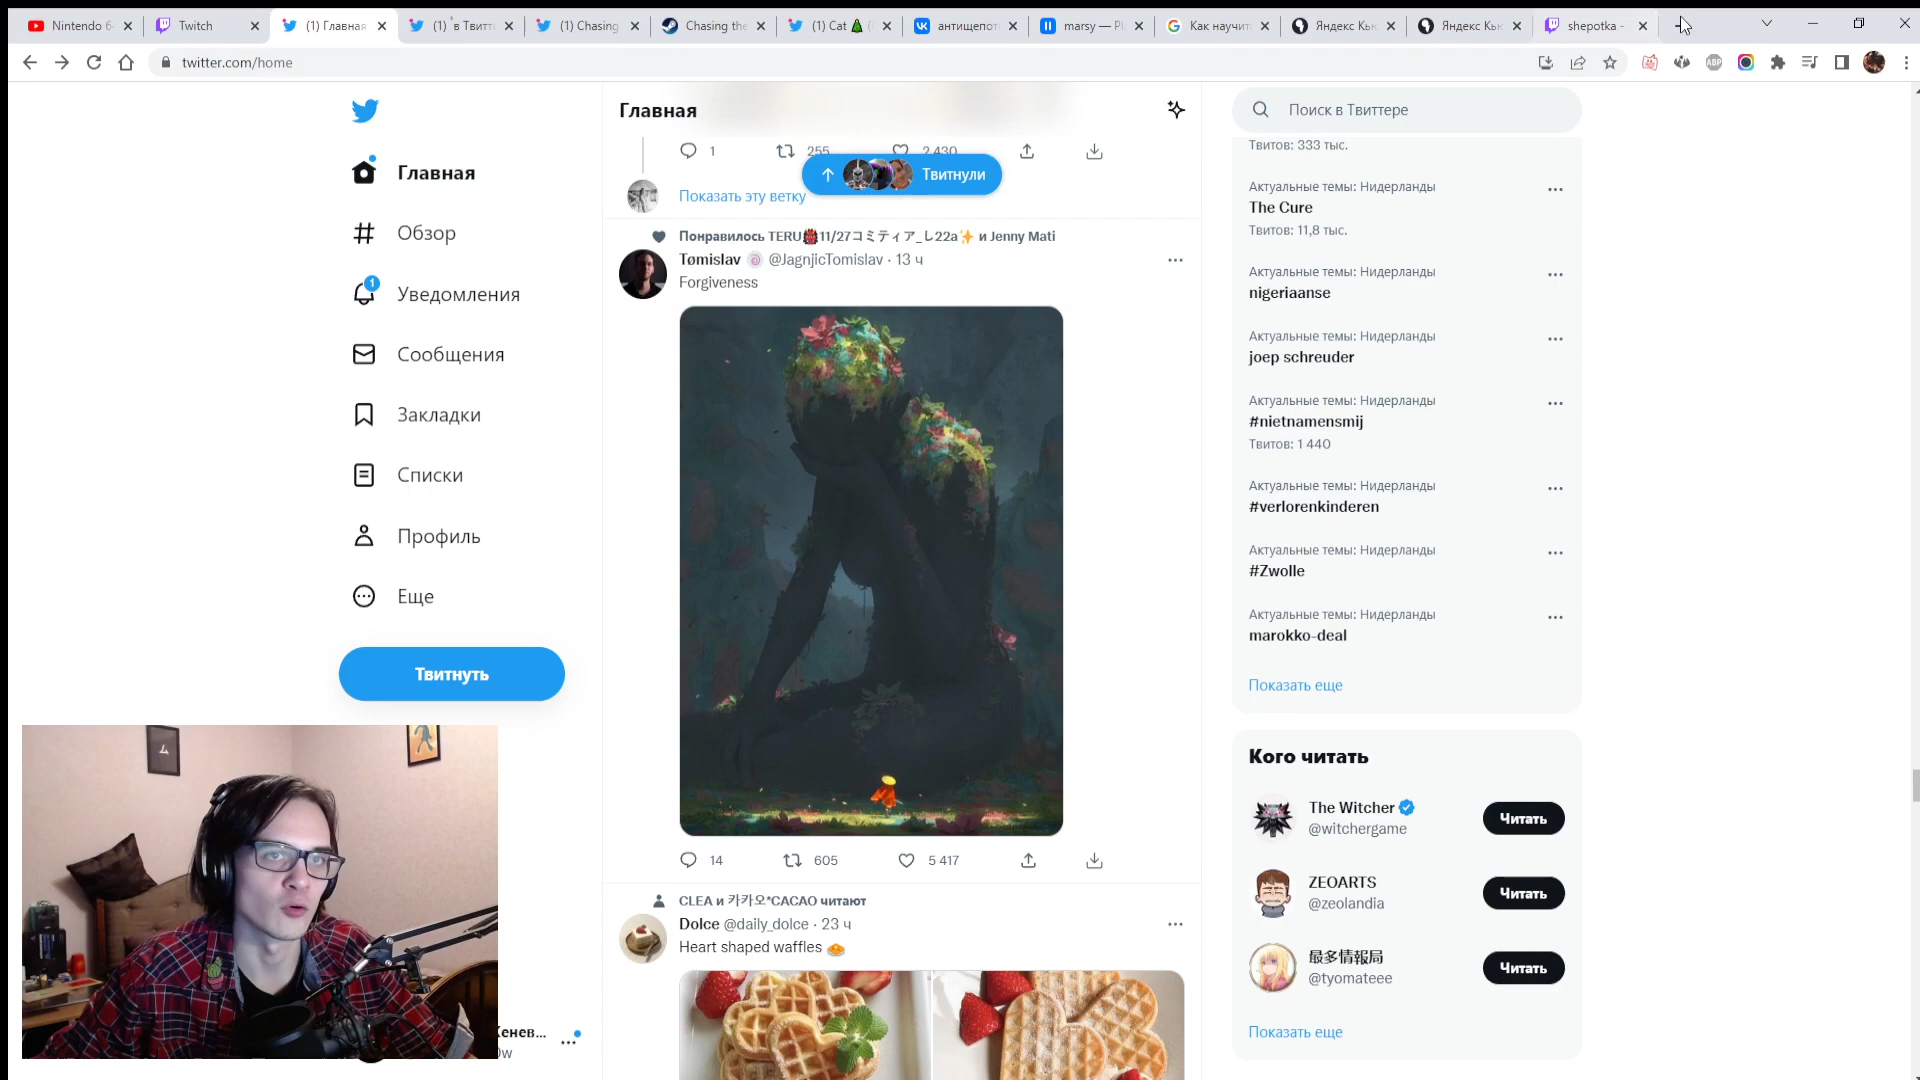 Nintendo 6
Twitch
(1) Главная
(1) в Твитт
(1) Chasing
Chasing the
(1) Cat
антищепот
marsy — Pl
Как научит
Яндекс Кью
Яндекс Кью
shepotka -
twitter.com/home
ABP
Главная
Обзор
1
Уведомления
Сообщения
Закладки
Списки
Профиль
Еще
Твитнуть
Главная
1
255
2 430
Твитнули
Показать эту ветку
Понравилось TERU👹11/27コミティア_し22a✨ и Jenny Mati
Tømislav 🍥 @JagnjicTomislav · 13 ч
Forgiveness
14
605
5 417
CLEA и 카카오*CACAO читают
Dolce @daily_dolce · 23 ч
Heart shaped waffles 🧇
Поиск в Твиттере
Твитов: 333 тыс.
Актуальные темы: Нидерланды
The Cure
Твитов: 11,8 тыс.
Актуальные темы: Нидерланды
nigeriaanse
Актуальные темы: Нидерланды
joep schreuder
Актуальные темы: Нидерланды
#nietnamensmij
Твитов: 1 440
Актуальные темы: Нидерланды
#verlorenkinderen
Актуальные темы: Нидерланды
#Zwolle
Актуальные темы: Нидерланды
marokko-deal
Показать еще
Кого читать
The Witcher
@witchergame
Читать
ZEOARTS
@zeolandia
Читать
最多情報局
@tyomateee
Читать
Показать еще